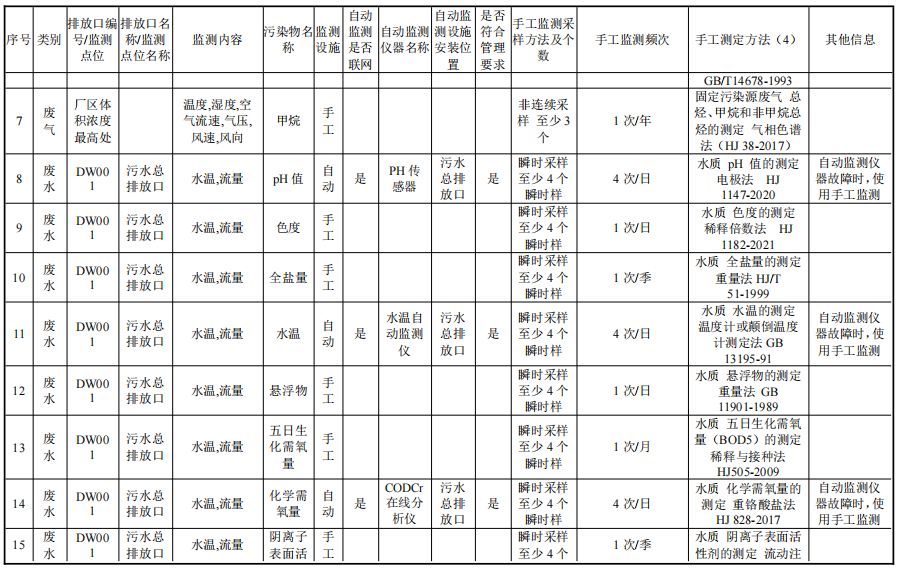 序号 类别 排放口编号/监测点位 排放口名称/监测点位名称 监测内容 污染物名称 监测设施 自动监测是否联网 自动监测仪器名称 自动监测设施安装位置 是否符合管理要求 手工监测采样方法及个数 手工监测频次 手工测定方法（4） 其他信息
GB/T14678-1993
7 废气 厂区体积浓度最高处 温度,湿度,空气流速,气压,风速,风向 甲烷 手工 非连续采样 至少3个 1 次/年 固定污染源废气 总烃、甲烷和非甲烷总烃的测定 气相色谱法（HJ 38-2017）
8 废水 DW001 污水总排放口 水温,流量 pH 值 自动 是 PH 传感器 污水总排放口 是 瞬时采样 至少 4 个瞬时样 4 次/日 水质 pH 值的测定 电极法 HJ 1147-2020 自动监测仪器故障时，使用手工监测
9 废水 DW001 污水总排放口 水温,流量 色度 手工 瞬时采样 至少 4 个瞬时样 1 次/日 水质 色度的测定 稀释倍数法 HJ 1182-2021
10 废水 DW001 污水总排放口 水温,流量 全盐量 手工 瞬时采样 至少 4 个瞬时样 1 次/季 水质 全盐量的测定 重量法 HJ/T 51-1999
11 废水 DW001 污水总排放口 水温,流量 水温 自动 是 水温自动监测仪 污水总排放口 是 瞬时采样 至少 4 个瞬时样 4 次/日 水质 水温的测定 温度计或颠倒温度计测定法 GB 13195-91 自动监测仪器故障时，使用手工监测
12 废水 DW001 污水总排放口 水温,流量 悬浮物 手工 瞬时采样 至少 4 个瞬时样 1 次/日 水质 悬浮物的测定 重量法 GB 11901-1989
13 废水 DW001 污水总排放口 水温,流量 五日生化需氧量 手工 瞬时采样 至少 4 个瞬时样 1 次/月 水质 五日生化需氧量（BOD5）的测定 稀释与接种法 HJ505-2009
14 废水 DW001 污水总排放口 水温,流量 化学需氧量 自动 是 CODCr 在线分析仪 污水总排放口 是 瞬时采样 至少 4 个瞬时样 4 次/日 水质 化学需氧量的测定 重铬酸盐法 HJ 828-2017 自动监测仪器故障时，使用手工监测
15 废水 DW001 污水总排放口 水温,流量 阴离子表面活 手工 瞬时采样 至少 4 个 1 次/季 水质 阴离子表面活性剂的测定 流动注